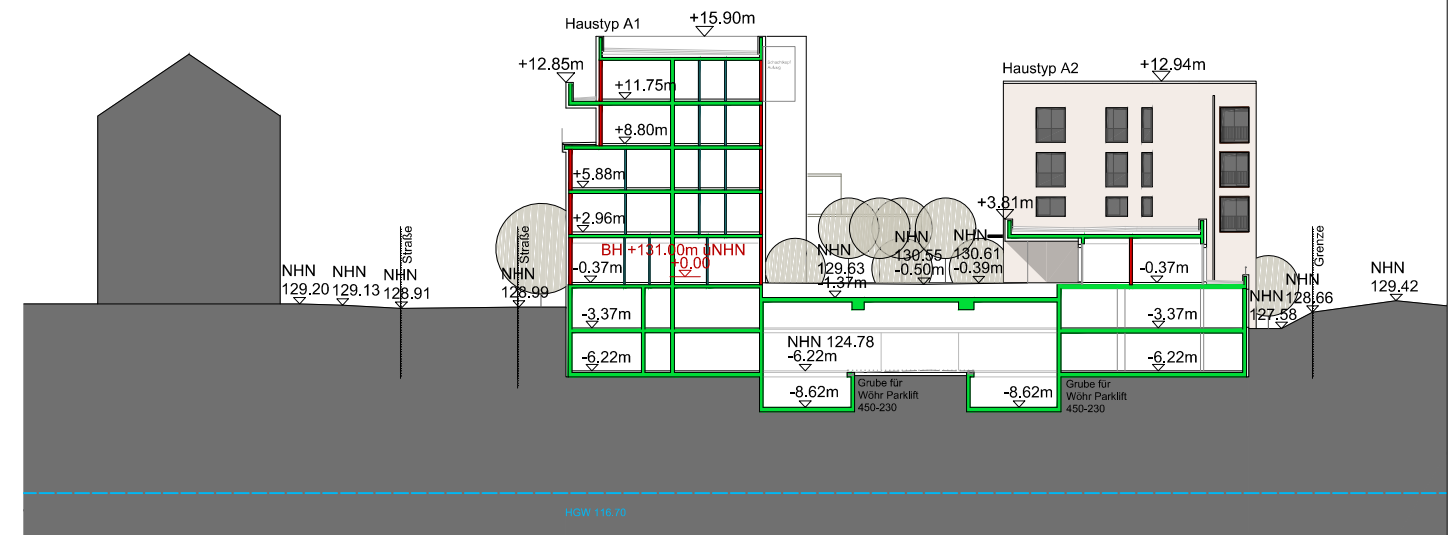 Haustyp A1
+15.90m
+12.85m
Haustyp A2
+12.94m
+11.75m
+8.80m
+5.88m
+2.96m
+3.81m
Straße
Straße
Grenze
BH +131.00m üNHN
+0,00
-0.37m
NHN
129.20
NHN
129.13
NHN
128.91
NHN
128.99
NHN
129.63
-1.37m
NHN
130.55
-0.50m
NHN
130.61
-0.39m
-0.37m
NHN
127.58
NHN
128.66
NHN
129.42
-3.37m
-3.37m
-6.22m
NHN 124.78
-6.22m
-6.22m
-8.62m
Grube für
Wöhr Parklift
450-230
-8.62m
Grube für
Wöhr Parklift
450-230
HGW 116.70